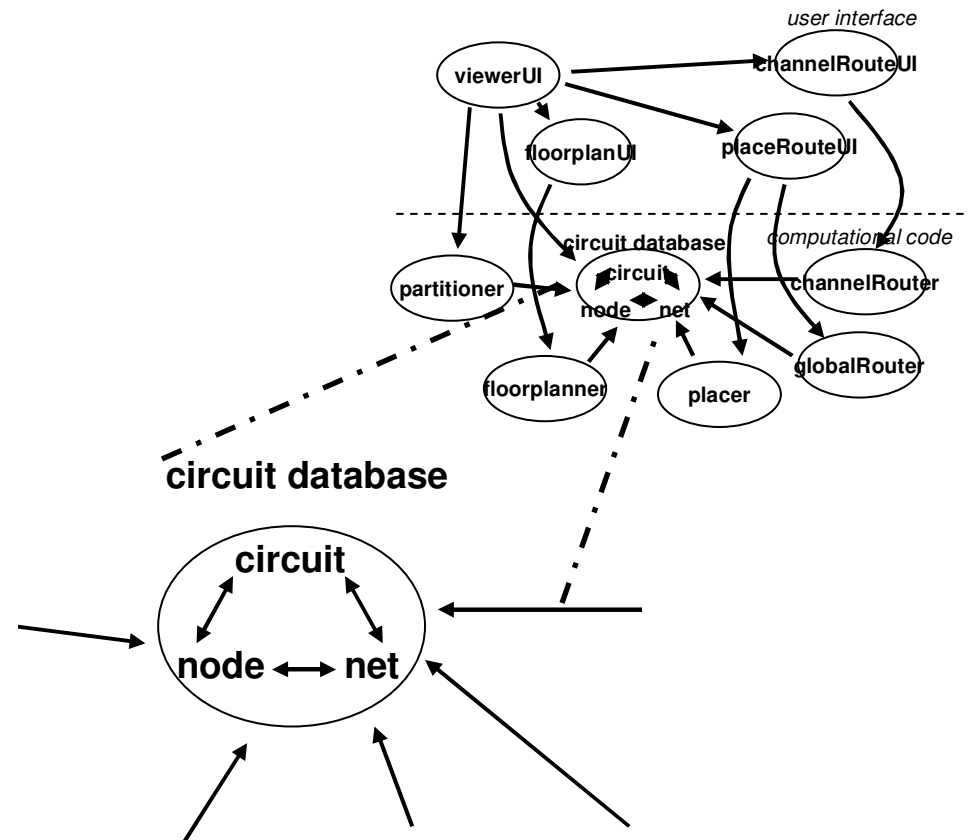 user interface
viewerUI
channelRouteUI
floorplanUI
placeRouteUI
computational code
circuit database
circuit
partitioner
channelRouter
node
net
floorplanner
placer
globalRouter
circuit database
circuit
node
net